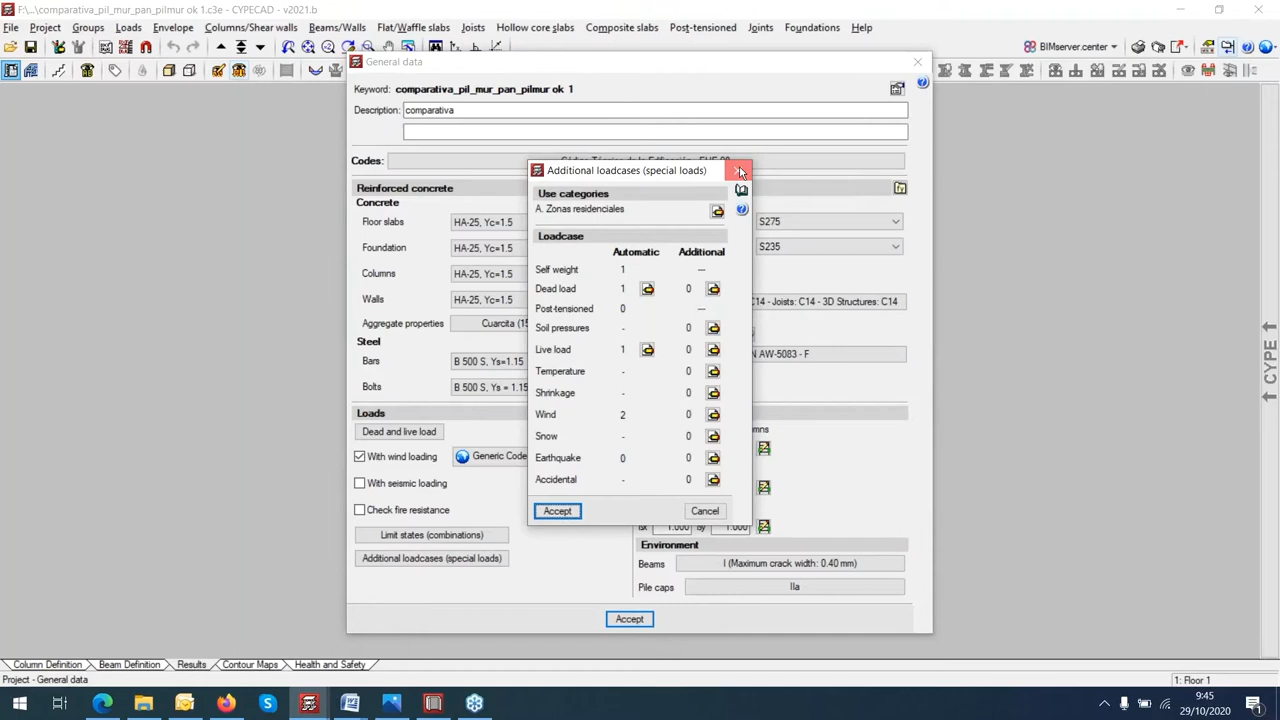 F:\...\comparativa_pil_mur_pan_pilmur ok 1.c3e - CYPECAD - v2021.b
File Project Groups Loads Envelope Columns/Shear walls Beams/Walls Flat/Waffle slabs Joists Hollow core slabs Composite slabs Post-tensioned Joints Foundations Help
BIMserver.center
General data
Keyword: comparativa_pil_mur_pan_pilmur ok 1
Description: comparativa
Codes:
Reinforced concrete
Concrete
Floor slabs HA-25, Yc=1.5
Foundation HA-25, Yc=1.5
Columns HA-25, Yc=1.5
Walls HA-25, Yc=1.5
Aggregate properties Cuarcita (15
Steel
Bars B 500 S, Ys=1.15
Bolts B 500 S, Ys = 1.15
Loads
Dead and live load
With wind loading Generic Code
With seismic loading
Check fire resistance
Limit states (combinations)
Additional loadcases (special loads)
S275
S235
C14 - Joists: C14 - 3D Structures: C14
N AW-5083 - F
mns
1.000 1.000
Environment
Beams I (Maximum crack width: 0.40 mm)
Pile caps IIa
Accept
Additional loadcases (special loads)
Use categories
A. Zonas residenciales
Loadcase
Automatic Additional
Self weight 1 ---
Dead load 1 0
Post-tensioned 0 ---
Soil pressures - 0
Live load 1 0
Temperature - 0
Shrinkage - 0
Wind 2 0
Snow - 0
Earthquake 0 0
Accidental - 0
Accept Cancel
CYPE
Column Definition Beam Definition Results Contour Maps Health and Safety
Project - General data 1: Floor 1
9:45
29/10/2020